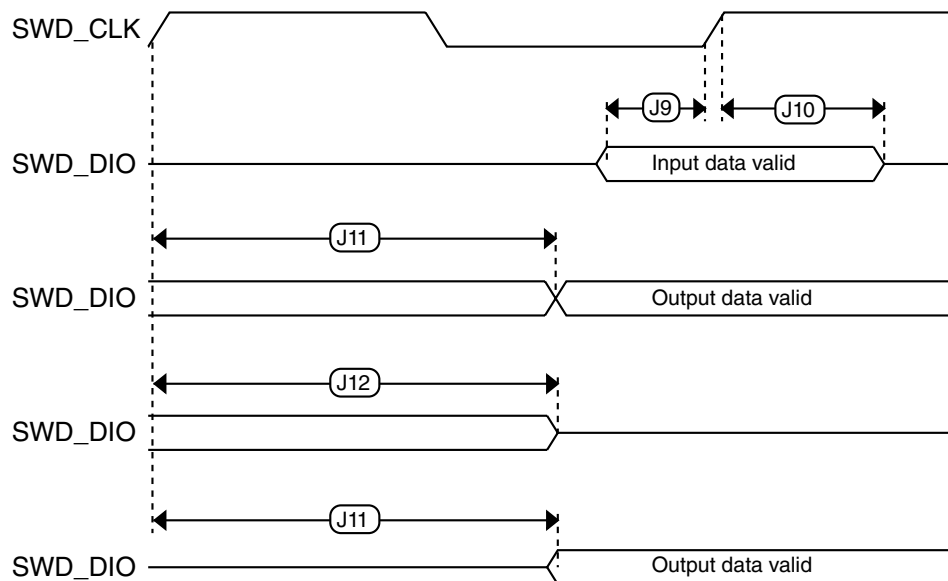 SWD_CLK
J9
J10
SWD_DIO
Input data valid
J11
SWD_DIO
Output data valid
J12
SWD_DIO
J11
SWD_DIO
Output data valid